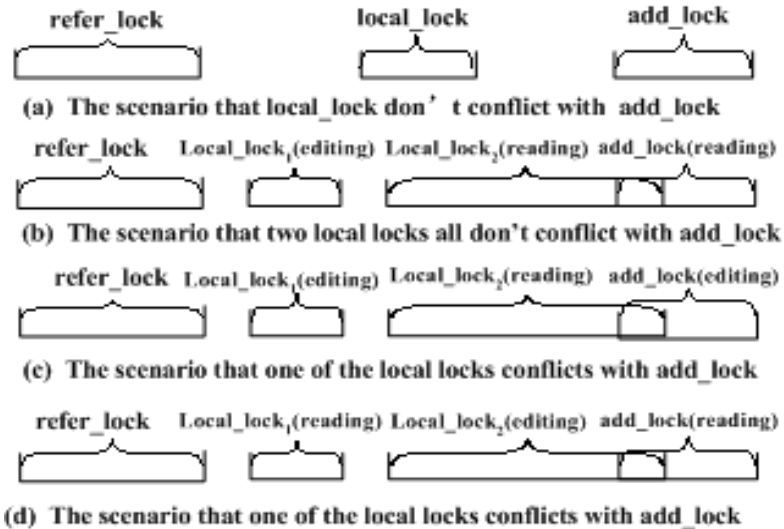 refer_lock local_lock add_lock
(a) The scenario that local_lock don't conflict with add_lock
refer_lock Local_lock₁(editing) Local_lock₂(reading) add_lock(reading)
(b) The scenario that two local locks all don't conflict with add_lock
refer_lock Local_lock₁(editing) Local_lock₂(reading) add_lock(editing)
(c) The scenario that one of the local locks conflicts with add_lock
refer_lock Local_lock₁(reading) Local_lock₂(editing) add_lock(reading)
(d) The scenario that one of the local locks conflicts with add_lock